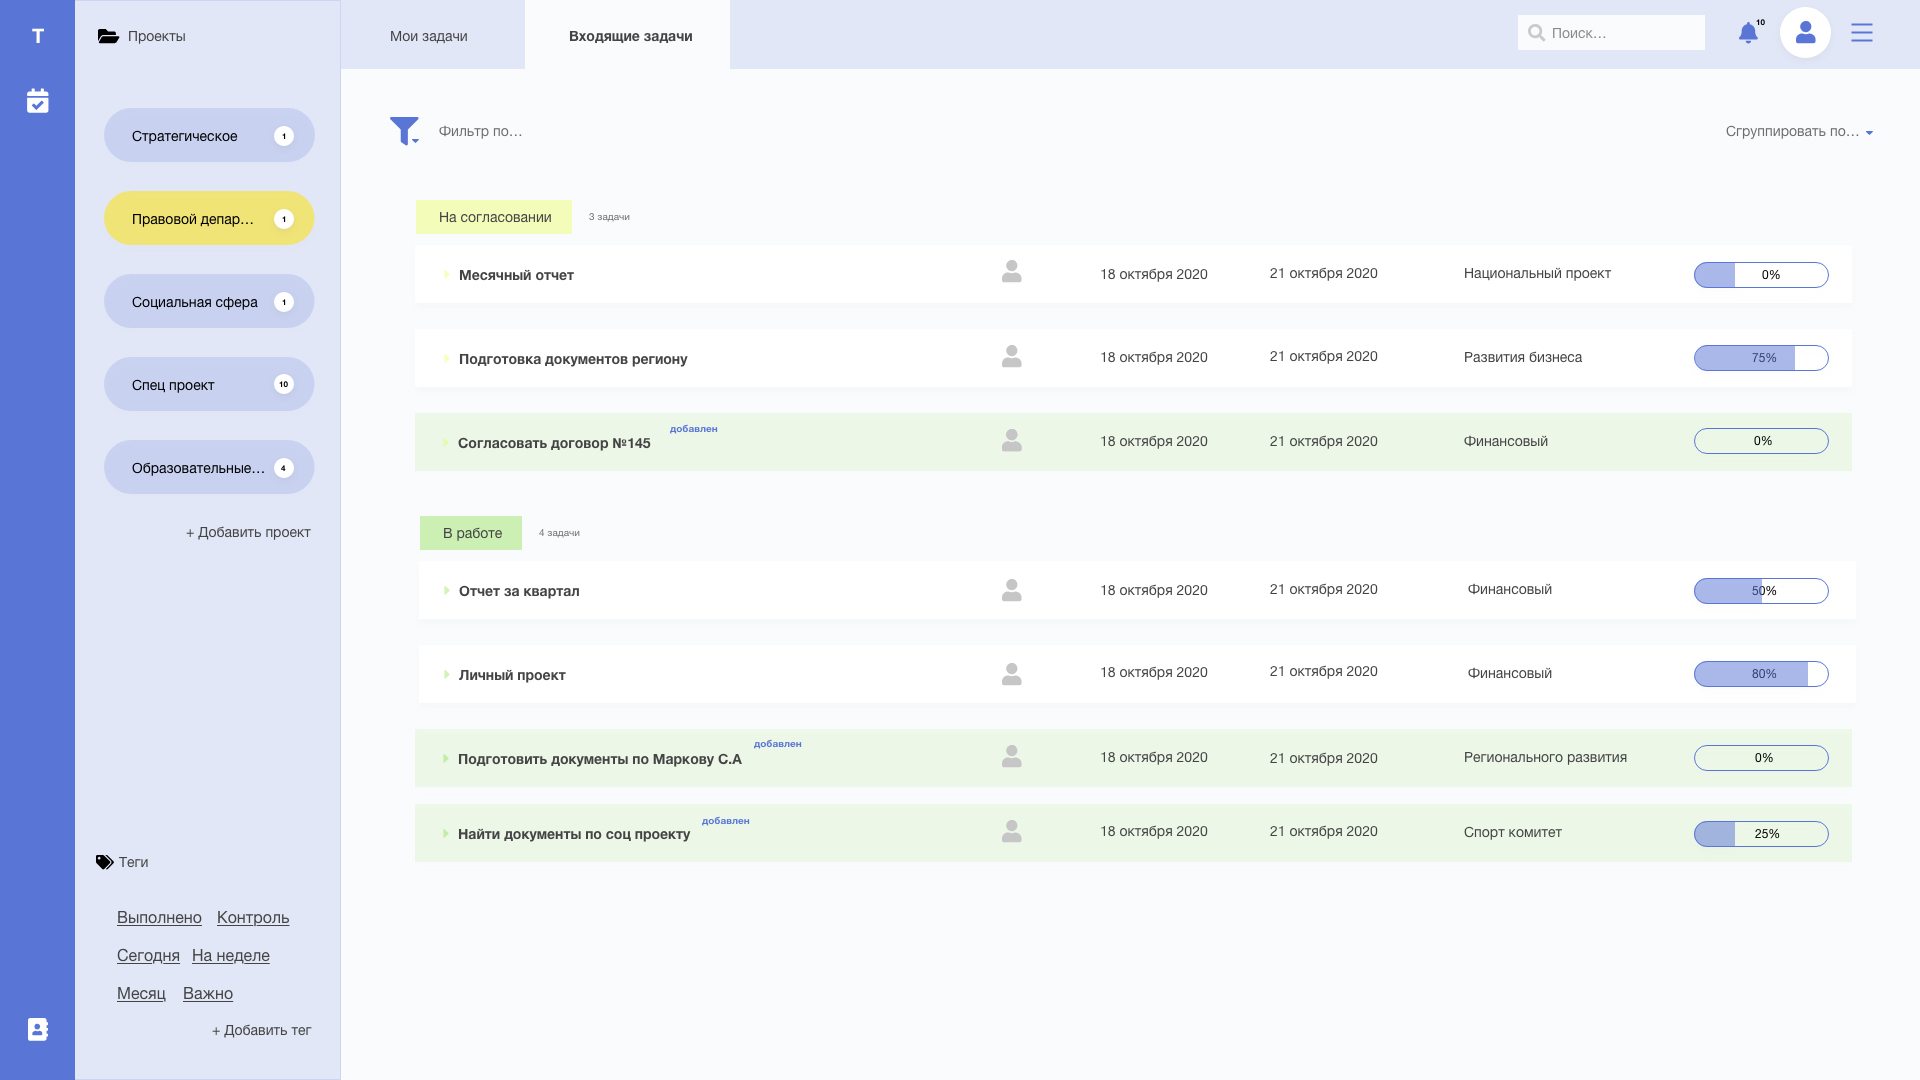 T
Проекты
Мои задачи
Входящие задачи
Поиск...
10
Стратегическое 1
Правовой депар... 1
Социальная сфера 1
Спец проект 10
Образовательные... 4
+ Добавить проект
Теги
Выполнено Контроль
Сегодня На неделе
Месяц Важно
+ Добавить тег
Фильтр по...
Сгруппировать по...
На согласовании 3 задачи
Месячный отчет 18 октября 2020 21 октября 2020 Национальный проект 0%
Подготовка документов региону 18 октября 2020 21 октября 2020 Развития бизнеса 75%
Согласовать договор №145 добавлен 18 октября 2020 21 октября 2020 Финансовый 0%
В работе 4 задачи
Отчет за квартал 18 октября 2020 21 октября 2020 Финансовый 50%
Личный проект 18 октября 2020 21 октября 2020 Финансовый 80%
Подготовить документы по Маркову С.А добавлен 18 октября 2020 21 октября 2020 Регионального развития 0%
Найти документы по соц проекту добавлен 18 октября 2020 21 октября 2020 Спорт комитет 25%